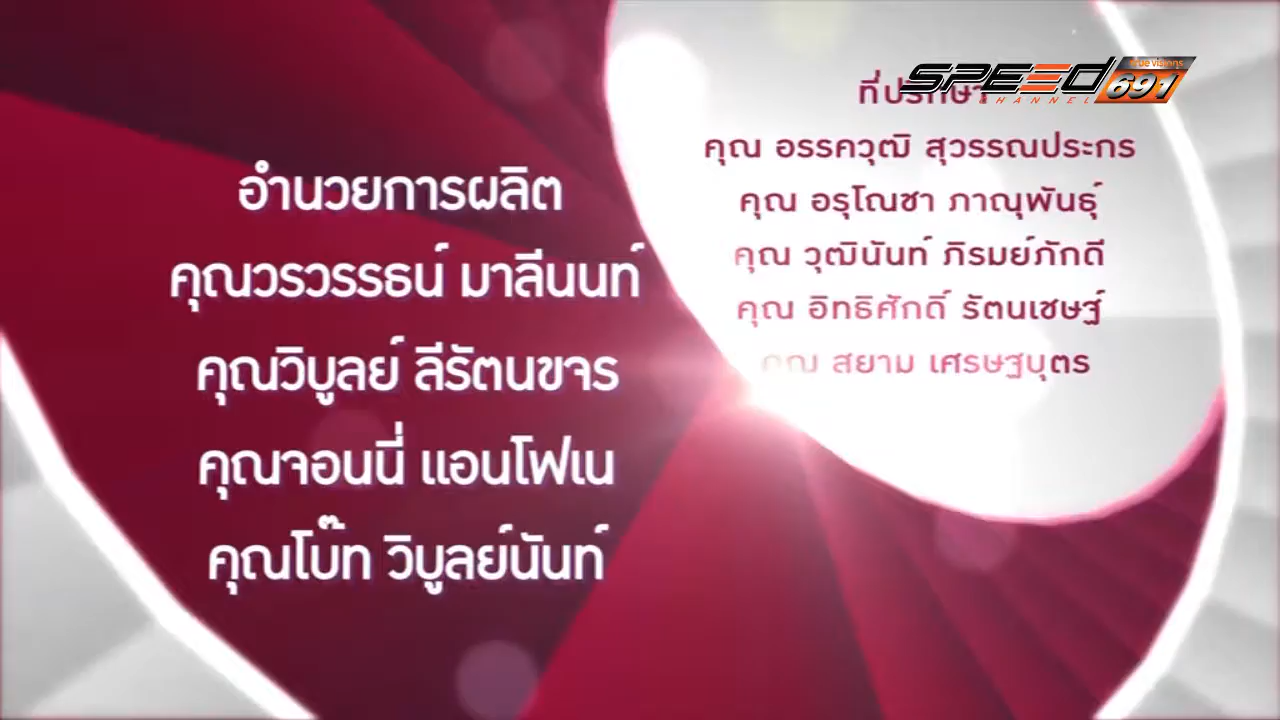 SPEED
CHANNEL
true visions
691
ที่ปรึกษา
คุณ อรรควุฒิ สุวรรณประกร
คุณ อรุโณชา ภาณุพันธุ์
คุณ วุฒินันท์ ภิรมย์ภักดี
คุณ อิทธิศักดิ์ รัตนเชษฐ์
คุณ สยาม เศรษฐบุตร
อำนวยการผลิต
คุณวรวรรธน์ มาลีนนท์
คุณวิบูลย์ ลีรัตนขจร
คุณจอนนี่ แอนโฟเน
คุณโบ๊ท วิบูลย์นันท์